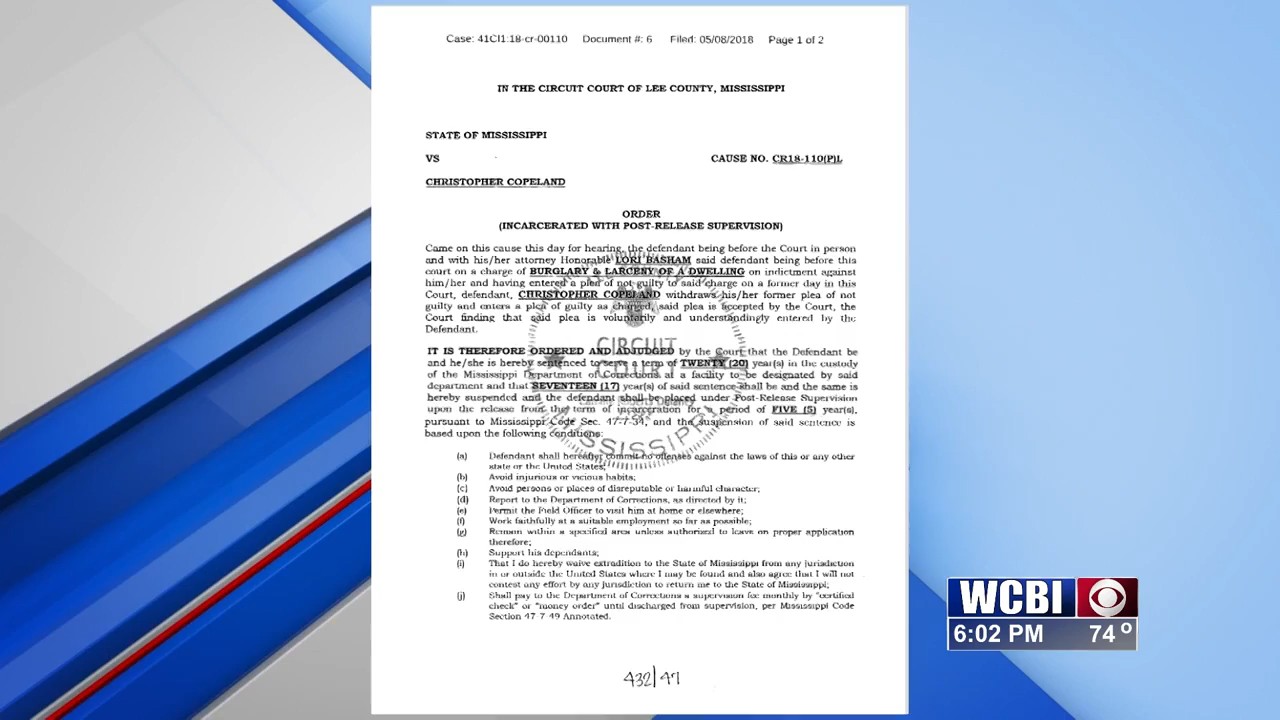 Case: 41CI1:18-cr-00110 Document #: 6 Filed: 05/08/2018 Page 1 of 2
IN THE CIRCUIT COURT OF LEE COUNTY, MISSISSIPPI
STATE OF MISSISSIPPI
VS CAUSE NO. CR18-110(P)L
CHRISTOPHER COPELAND
ORDER
(INCARCERATED WITH POST-RELEASE SUPERVISION)
Came on this cause this day for hearing, the defendant being before the Court in person
and with his/her attorney Honorable LORI BASHAM said defendant being before this
court on a charge of BURGLARY & LARCENY OF A DWELLING on indictment against
him/her and having entered a plea of not guilty to said charge on a former day in this
Court, defendant, CHRISTOPHER COPELAND withdraws his/her former plea of not
guilty and enters a plea of guilty as charged, said plea is accepted by the Court, the
Court finding that said plea is voluntarily and understandingly entered by the
Defendant.
IT IS THEREFORE ORDERED AND ADJUDGED by the Court that the Defendant be
and he/she is hereby sentenced to serve a term of TWENTY (20) year(s) in the custody
of the Mississippi Department of Corrections at a facility to be designated by said
department and that SEVENTEEN (17) year(s) of said sentence shall be and the same is
hereby suspended and the defendant shall be placed under Post-Release Supervision
upon the release from the term of incarceration for a period of FIVE (5) year(s),
pursuant to Mississippi Code Sec. 47-7-34, and the suspension of said sentence is
based upon the following conditions:
(a) Defendant shall hereafter commit no offenses against the laws of this or any other
state or the United States;
(b) Avoid injurious or vicious habits;
(c) Avoid persons or places of disreputable or harmful character;
(d) Report to the Department of Corrections, as directed by it;
(e) Permit the Field Officer to visit him at home or elsewhere;
(f) Work faithfully at a suitable employment so far as possible;
(g) Remain within a specified area unless authorized to leave on proper application
therefore;
(h) Support his dependants;
(i) That I do hereby waive extradition to the State of Mississippi from any jurisdiction
in or outside the United States where I may be found and also agree that I will not
contest any effort by any jurisdiction to return me to the State of Mississippi;
(j) Shall pay to the Department of Corrections a supervision fee monthly by "certified
check" or "money order" until discharged from supervision, per Mississippi Code
Section 47-7-49 Annotated.
432/47
CIRCUIT
COURT
MISSISSIPPI
WCBI
6:02 PM 74°